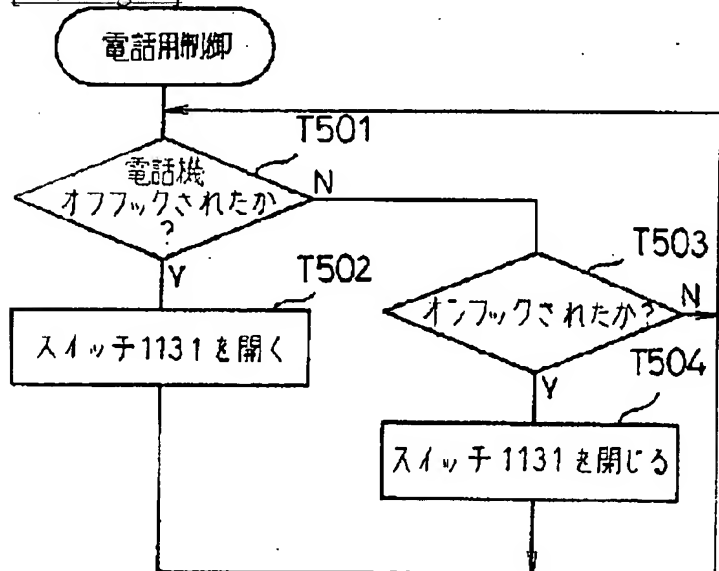 電話用制御
T501
電話機
オフフックされたか
?
N
Y
T502
スイッチ1131を開く
T503
オンフックされたか?
N
Y
T504
スイッチ1131を閉じる